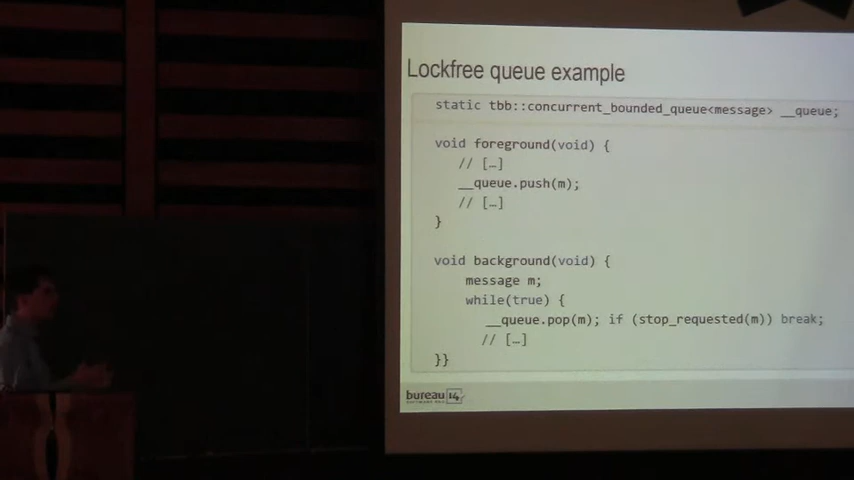 Lockfree queue example
static tbb::concurrent_bounded_queue<message> __queue;
void foreground(void) {
// […]
__queue.push(m);
// […]
}
void background(void) {
message m;
while(true) {
__queue.pop(m); if (stop_requested(m)) break;
// […]
}}
bureau 14